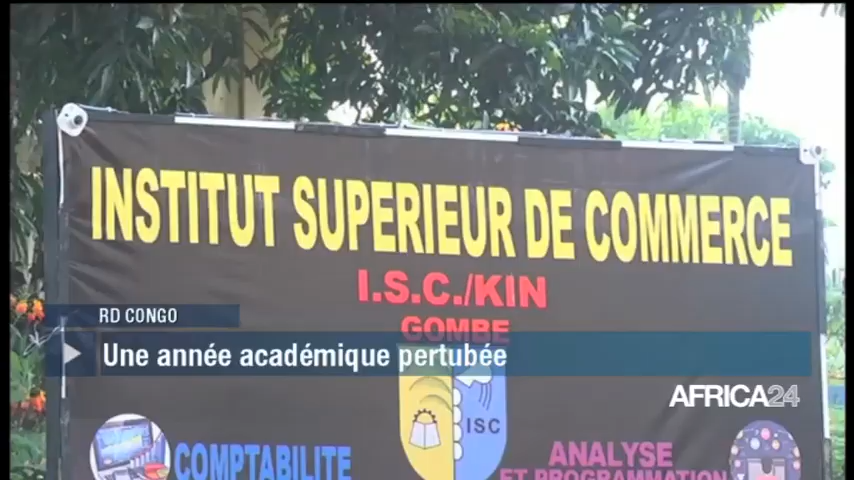 INSTITUT SUPERIEUR DE COMMERCE
I.S.C./KIN
GOMBE
RD CONGO
Une année académique pertubée
AFRICA24
ISC
COMPTABILITE
ANALYSE
ET PROGRAMMATION